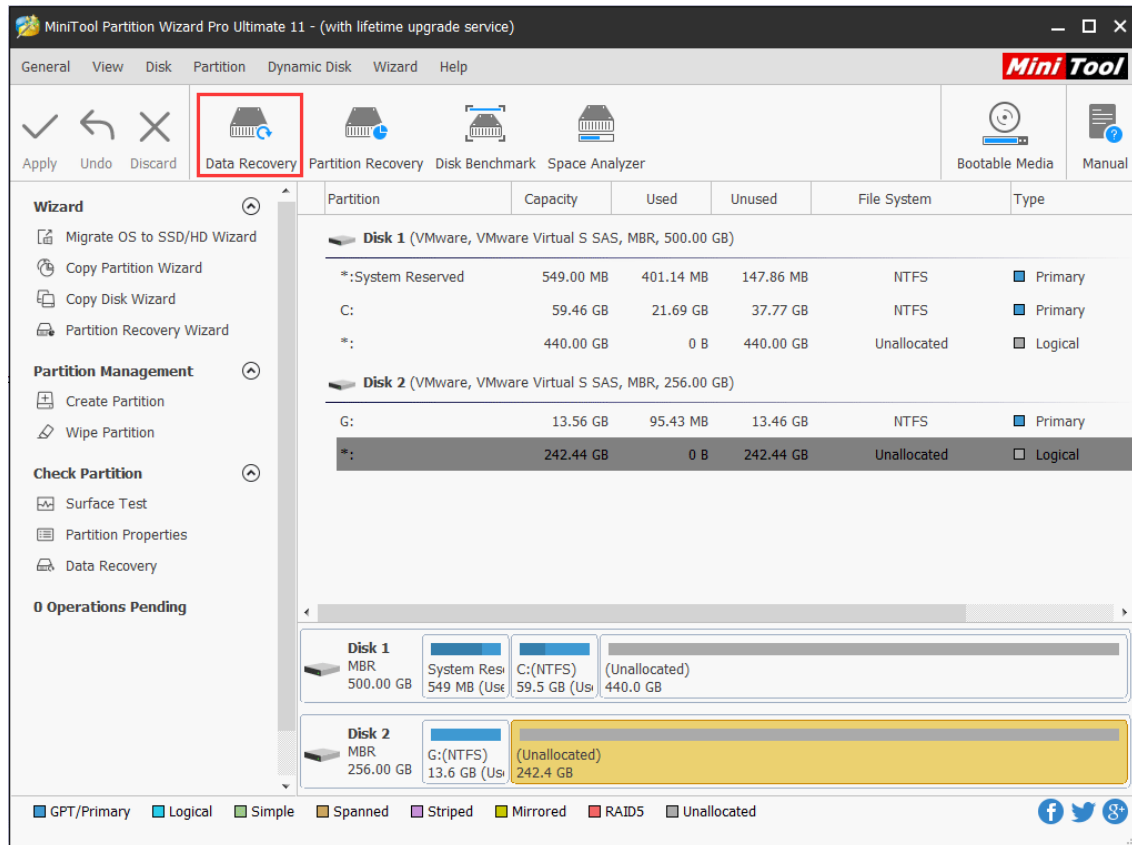 MiniTool Partition Wizard Pro Ultimate 11 - (with lifetime upgrade service)
General View Disk Partition Dynamic Disk Wizard Help
Mini Tool
Apply Undo Discard Data Recovery Partition Recovery Disk Benchmark Space Analyzer Bootable Media Manual
Wizard
Migrate OS to SSD/HD Wizard
Copy Partition Wizard
Copy Disk Wizard
Partition Recovery Wizard
Partition Management
Create Partition
Wipe Partition
Check Partition
Surface Test
Partition Properties
Data Recovery
0 Operations Pending
Partition Capacity Used Unused File System Type
Disk 1 (VMware, VMware Virtual S SAS, MBR, 500.00 GB)
*:System Reserved 549.00 MB 401.14 MB 147.86 MB NTFS Primary
C: 59.46 GB 21.69 GB 37.77 GB NTFS Primary
*: 440.00 GB 0 B 440.00 GB Unallocated Logical
Disk 2 (VMware, VMware Virtual S SAS, MBR, 256.00 GB)
G: 13.56 GB 95.43 MB 13.46 GB NTFS Primary
*: 242.44 GB 0 B 242.44 GB Unallocated Logical
Disk 1
MBR
500.00 GB
System Rese
549 MB (Use
C:(NTFS)
59.5 GB (Use
(Unallocated)
440.0 GB
Disk 2
MBR
256.00 GB
G:(NTFS)
13.6 GB (Use
(Unallocated)
242.4 GB
GPT/Primary Logical Simple Spanned Striped Mirrored RAID5 Unallocated